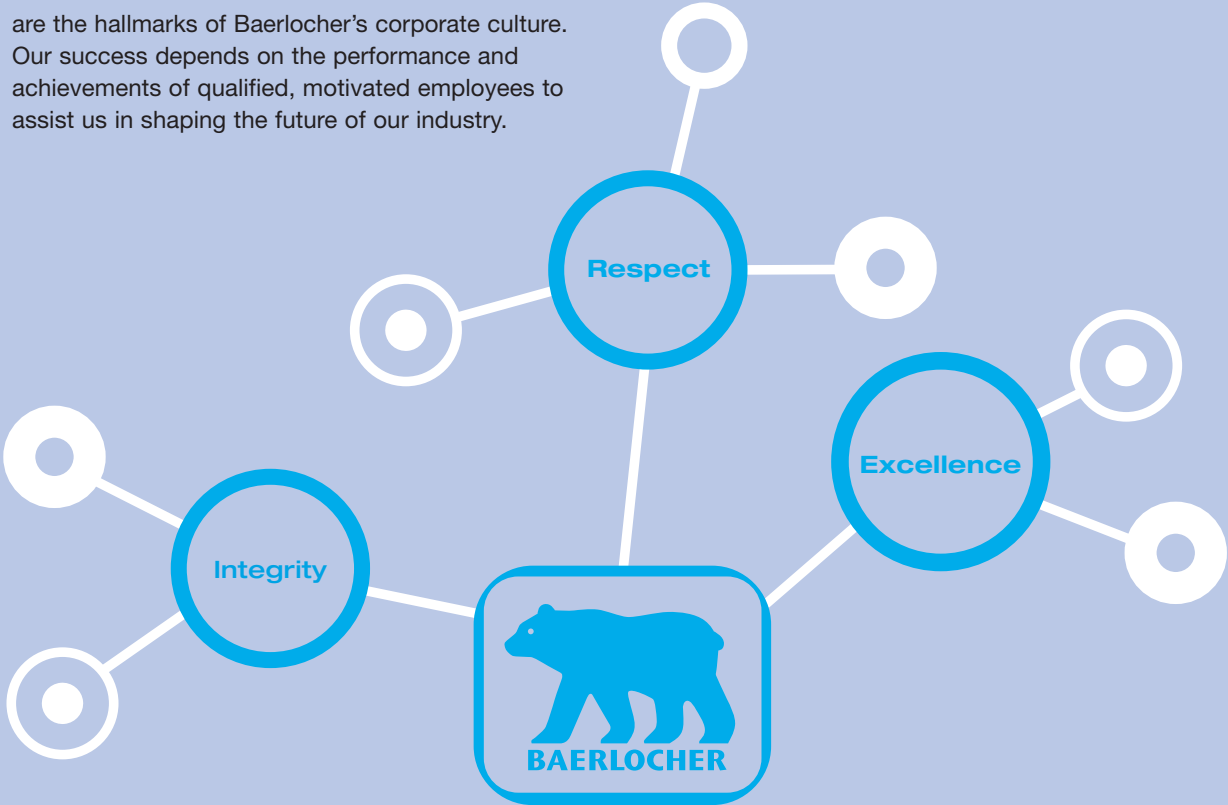 are the hallmarks of Baerlocher’s corporate culture.
Our success depends on the performance and
achievements of qualified, motivated employees to
assist us in shaping the future of our industry.
Respect
Excellence
Integrity
BAERLOCHER